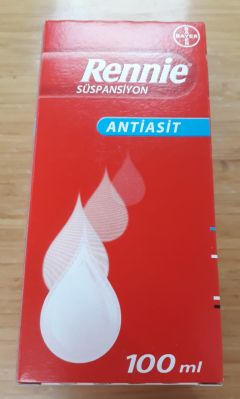 BAYER
Rennie®
SÜSPANSİYON
ANTİASİT
100 ml